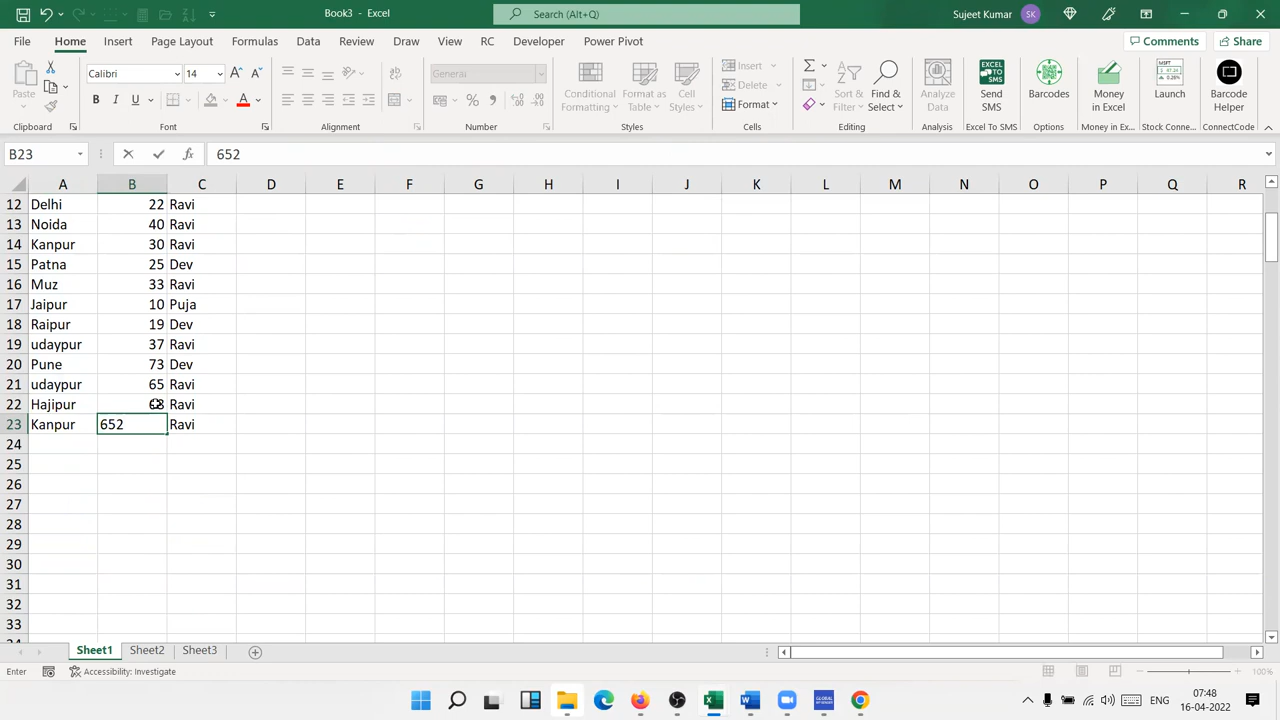 Book3 - Excel
Search (Alt+Q)
Sujeet Kumar
SK
File Home Insert Page Layout Formulas Data Review View Draw RC Developer Power Pivot
Comments Share
Paste
Calibri 14
B I U
General
Conditional Formatting
Format as Table
Cell Styles
Insert
Delete
Format
Sort & Filter
Find & Select
Analyze Data
Send SMS
Barcodes
Money in Excel
Launch
Barcode Helper
Clipboard Font Alignment Number Styles Cells Editing Analysis Excel To SMS Options Money in Ex... Stock Conne... ConnectCode
B23 fx 652
A B C D E F G H I J K L M N O P Q R
12 Delhi 22 Ravi
13 Noida 40 Ravi
14 Kanpur 30 Ravi
15 Patna 25 Dev
16 Muz 33 Ravi
17 Jaipur 10 Puja
18 Raipur 19 Dev
19 udaypur 37 Ravi
20 Pune 73 Dev
21 udaypur 65 Ravi
22 Hajipur Ravi
23 Kanpur 652 Ravi
24
25
26
27
28
29
30
31
32
33
Sheet1 Sheet2 Sheet3
Enter Accessibility: Investigate 100%
ENG
07:48
16-04-2022